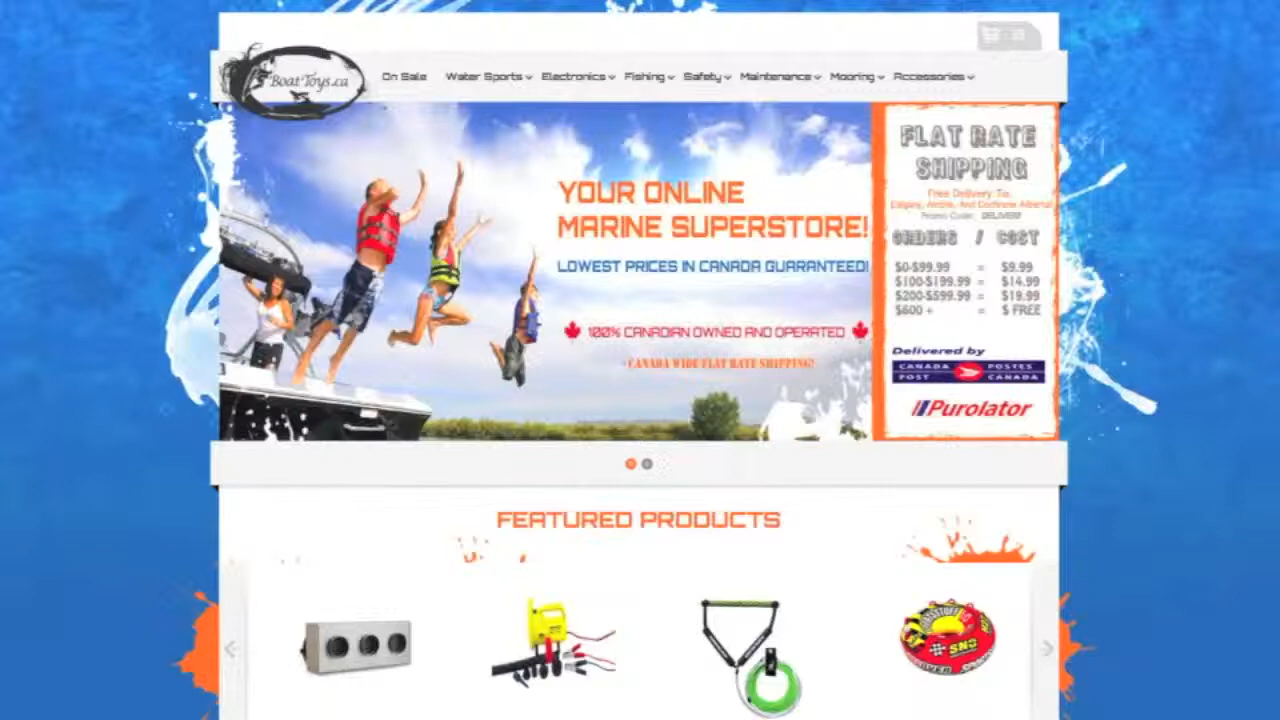 BoatToys.ca
On Sale Water Sports Electronics Fishing Safety Maintenance Mooring Accessories
YOUR ONLINE
MARINE SUPERSTORE!
LOWEST PRICES IN CANADA GUARANTEED!
100% CANADIAN OWNED AND OPERATED
- CANADA WIDE FLAT RATE SHIPPING!
FLAT RATE
SHIPPING
Free Delivery To:
Calgary, Airdrie, And Cochrane Alberta!
Promo Code:
ORDERS / COST
$0-$99.99 = $9.99
$100-$199.99 = $14.99
$200-$599.99 = $19.99
$600 + = $ FREE
Delivered by
CANADA POSTES
POST CANADA
Purolator
FEATURED PRODUCTS